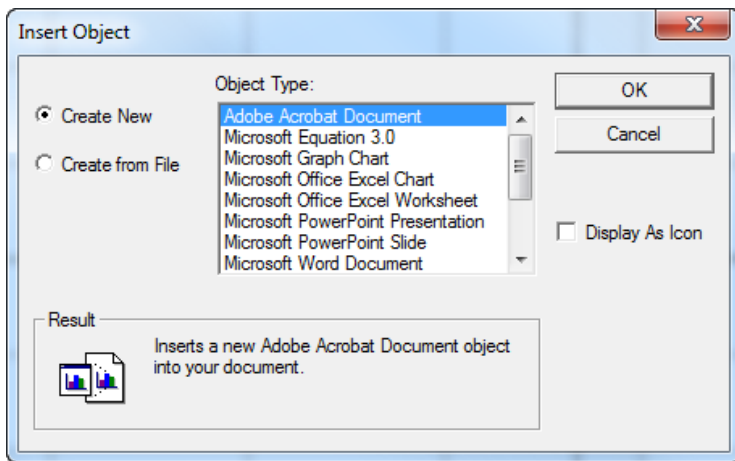 Insert Object
Object Type:
Create New
Create from File
Adobe Acrobat Document
Microsoft Equation 3.0
Microsoft Graph Chart
Microsoft Office Excel Chart
Microsoft Office Excel Worksheet
Microsoft PowerPoint Presentation
Microsoft PowerPoint Slide
Microsoft Word Document
OK
Cancel
Display As Icon
Result
Inserts a new Adobe Acrobat Document object
into your document.